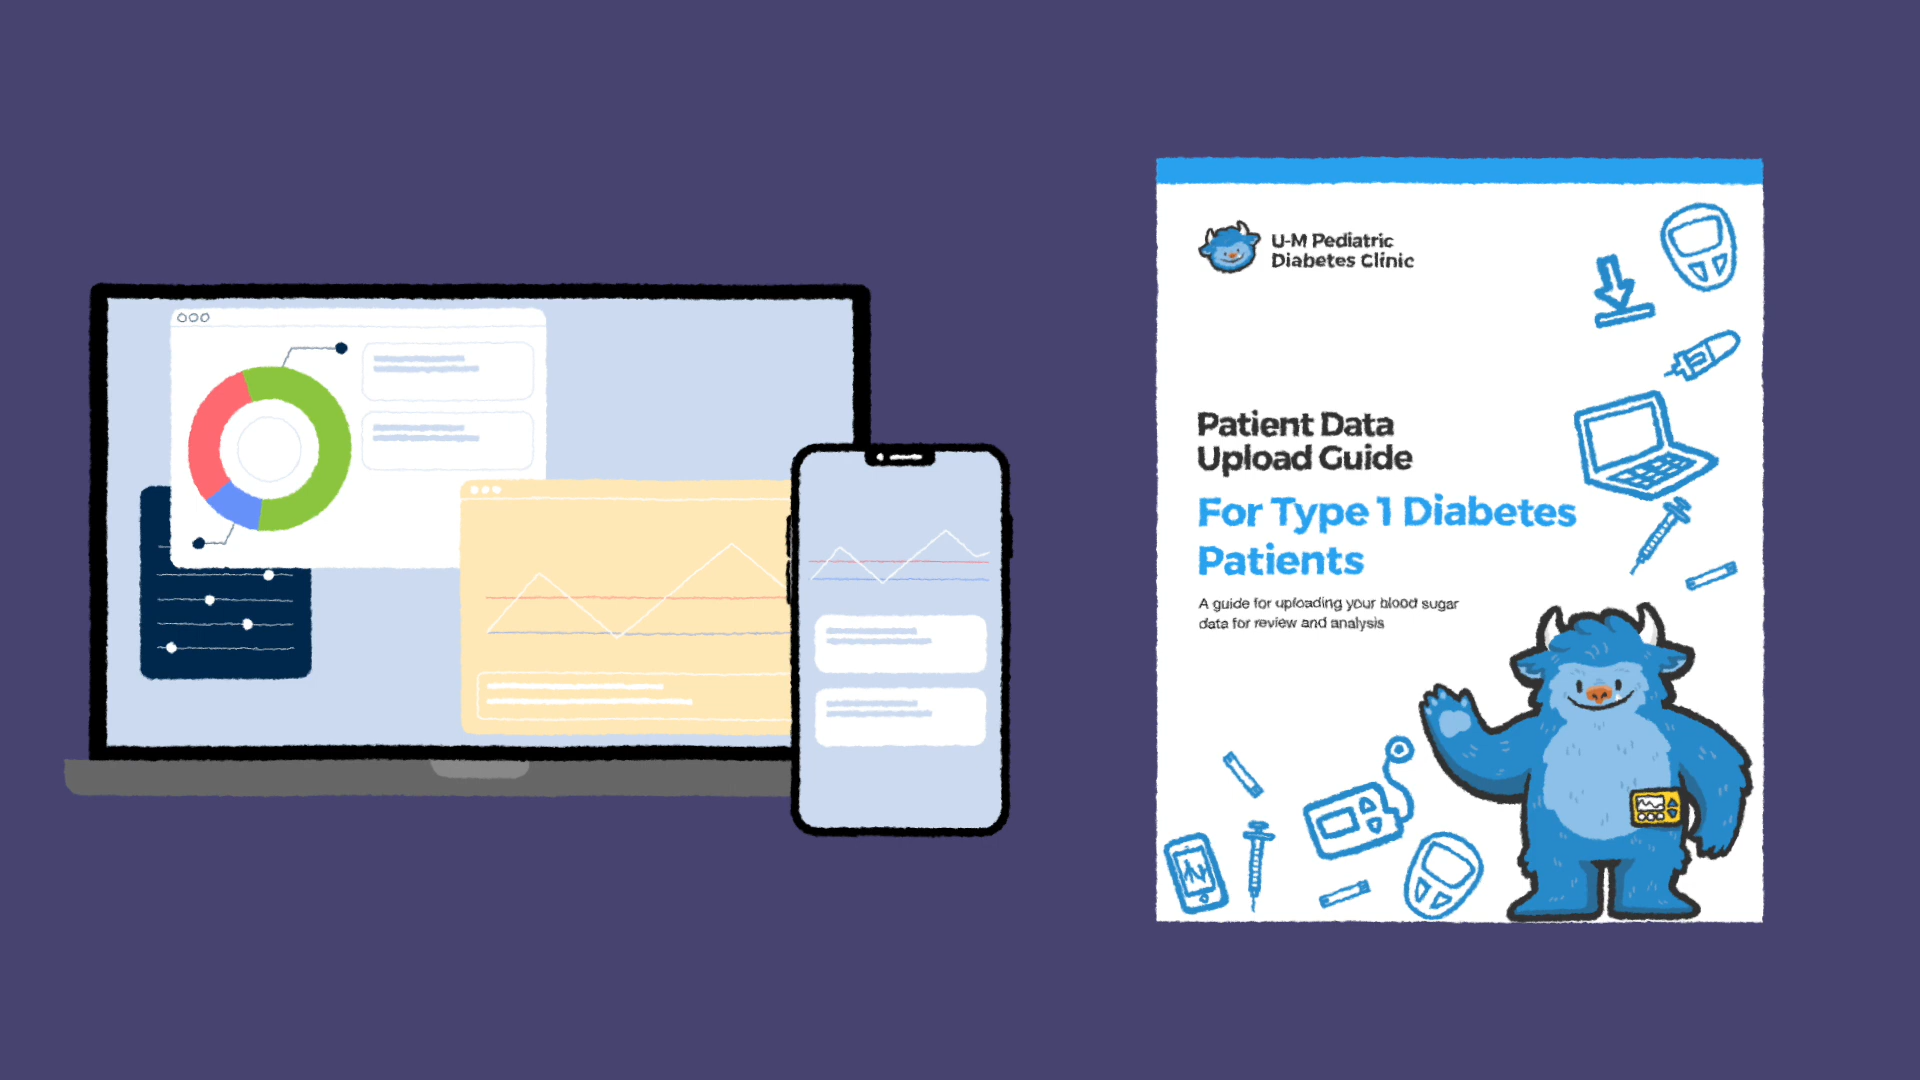 U-M Pediatric
Diabetes Clinic
Patient Data
Upload Guide
For Type 1 Diabetes
Patients
A guide for uploading your blood sugar
data for review and analysis